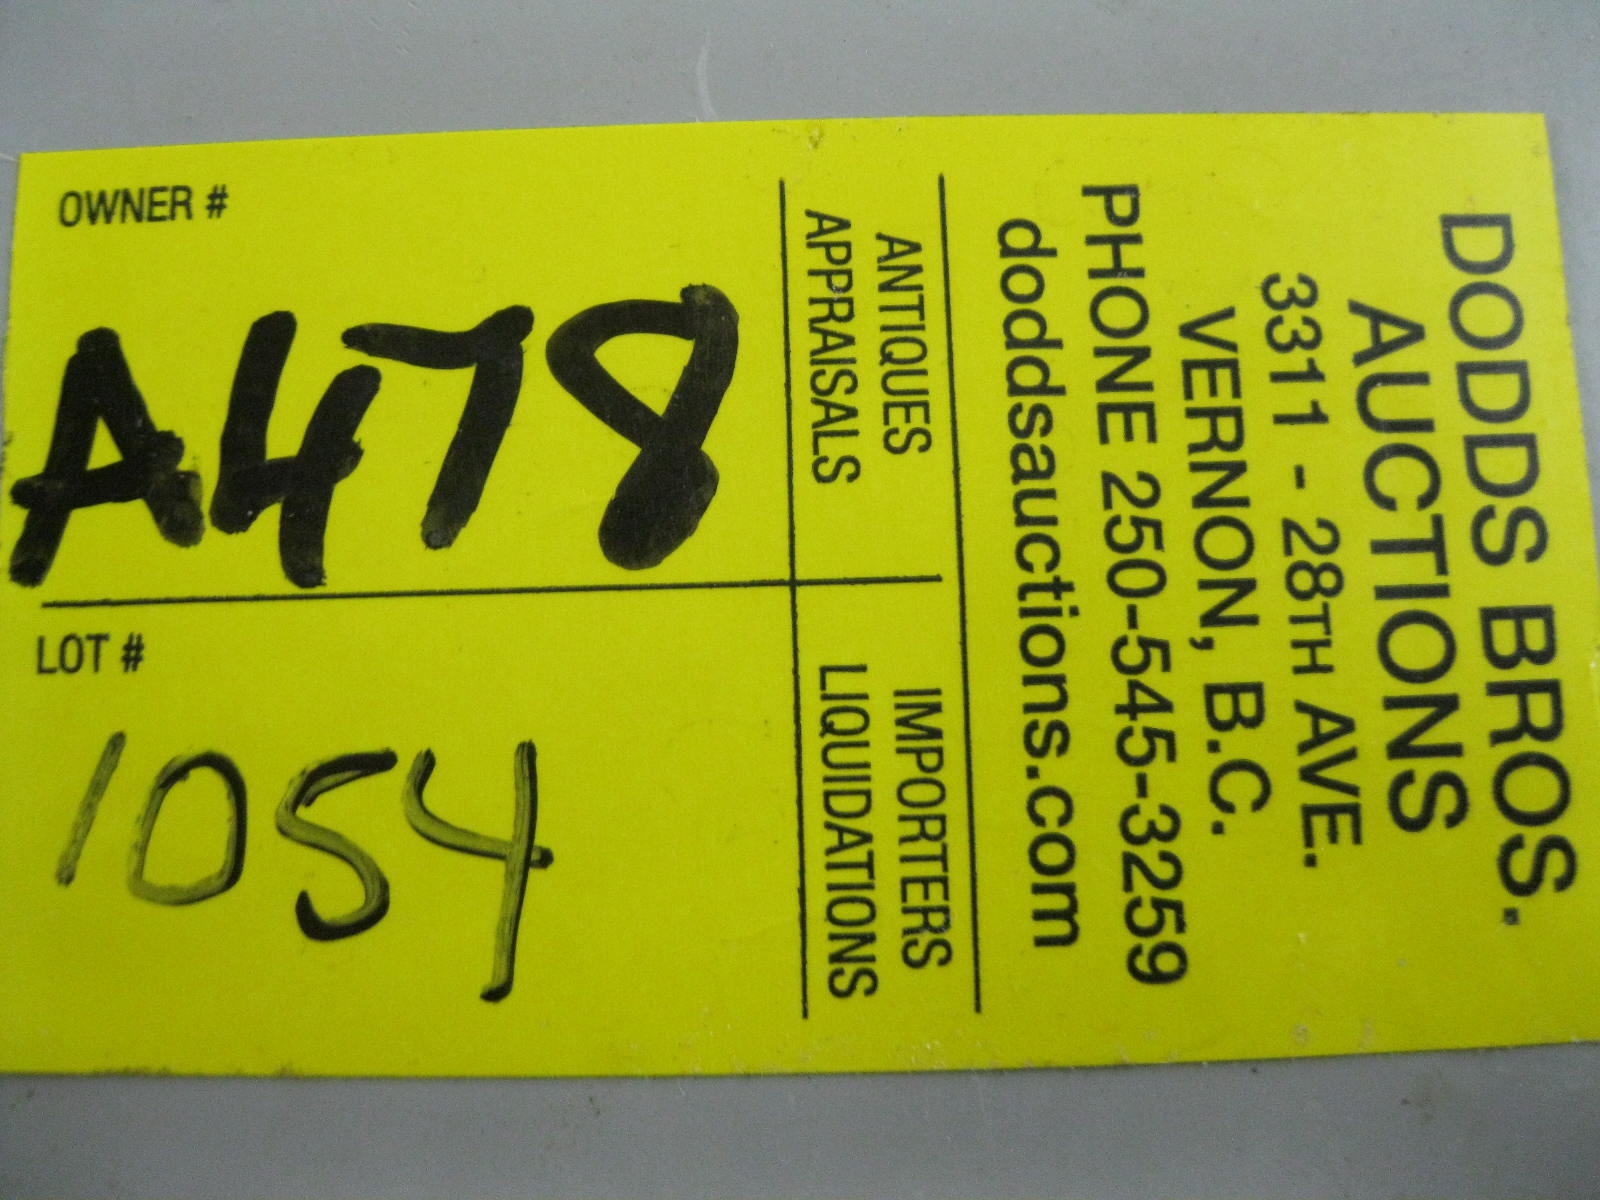 OWNER #
A478
LOT #
1054
DODDS BROS.
AUCTIONS
3311 - 28TH AVE.
VERNON, B.C.
PHONE 250-545-3259
doddsauctions.com
ANTIQUES
APPRAISALS
IMPORTERS
LIQUIDATIONS